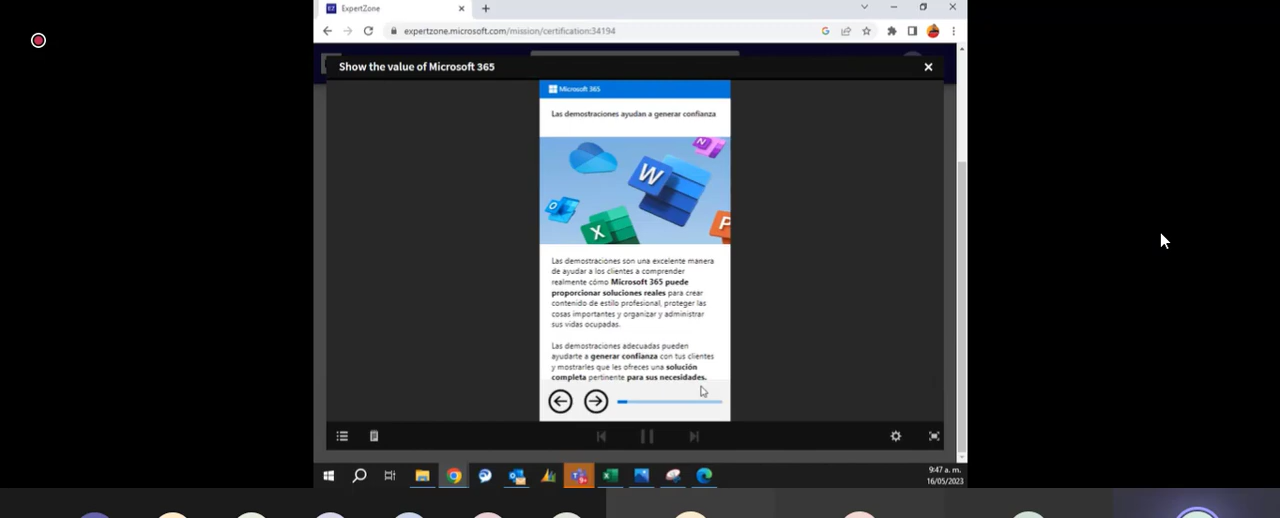 ExpertZone
expertzone.microsoft.com/mission/certification:34194
Show the value of Microsoft 365
Microsoft 365
Las demostraciones ayudan a generar confianza
N
W
O
X
P
Las demostraciones son una excelente manera
de ayudar a los clientes a comprender
realmente cómo Microsoft 365 puede
proporcionar soluciones reales para crear
contenido de estilo profesional, proteger las
cosas importantes y organizar y administrar
sus vidas ocupadas.
Las demostraciones adecuadas pueden
ayudarte a generar confianza con tus clientes
y mostrarles que les ofreces una solución
completa pertinente para sus necesidades.
9:47 a. m.
16/05/2023